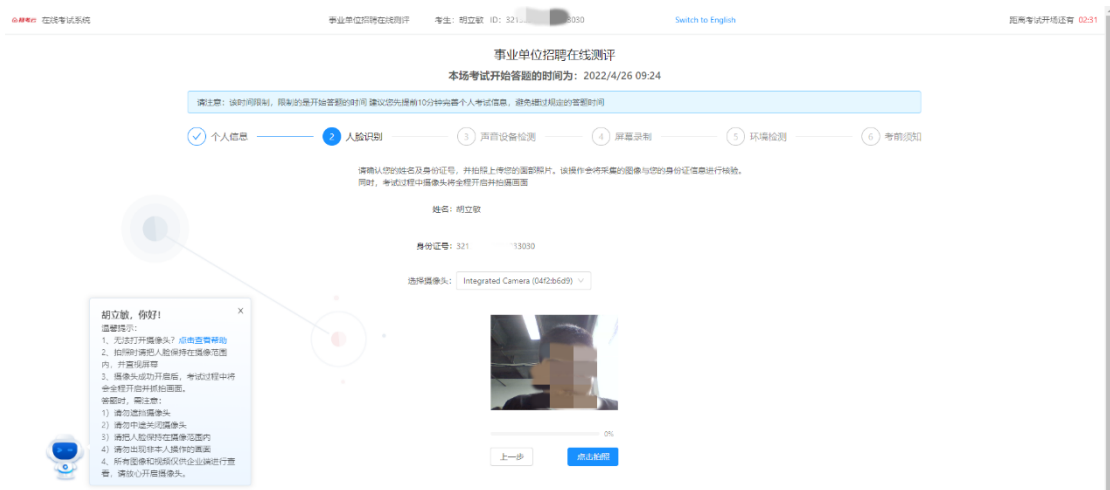 在线考试系统
事业单位招聘在线测评
考生：胡立敏 ID：321 3030
Switch to English
距离考试开场还有 02:31
事业单位招聘在线测评
本场考试开始答题的时间为：2022/4/26 09:24
请注意：该时间限制，限制的是开始答题的时间 建议您先提前10分钟完善个人考试信息，避免错过规定的答题时间
个人信息
2 人脸识别
3 声音设备检测
4 屏幕录制
5 环境检测
6 考前须知
请确认您的姓名及身份证号，并拍照上传您的面部照片。该操作会将采集的图像与您的身份证信息进行核验。
同时，考试过程中摄像头将全程开启并拍摄画面
姓名：胡立敏
身份证号：321 33030
选择摄像头：Integrated Camera (04f2:b6d9)
胡立敏，你好！
温馨提示：
1、无法打开摄像头？点击查看帮助
2、拍照时请把人脸保持在摄像范围
内，并直视屏幕
3、摄像头成功开启后，考试过程中将
会全程开启并抓拍画面。
答题时，需注意：
1）请勿遮挡摄像头
2）请勿中途关闭摄像头
3）请把人脸保持在摄像范围内
4）请勿出现非本人操作的画面
4、所有图像和视频仅供企业端进行查
看，请放心开启摄像头。
0%
上一步
点击拍照